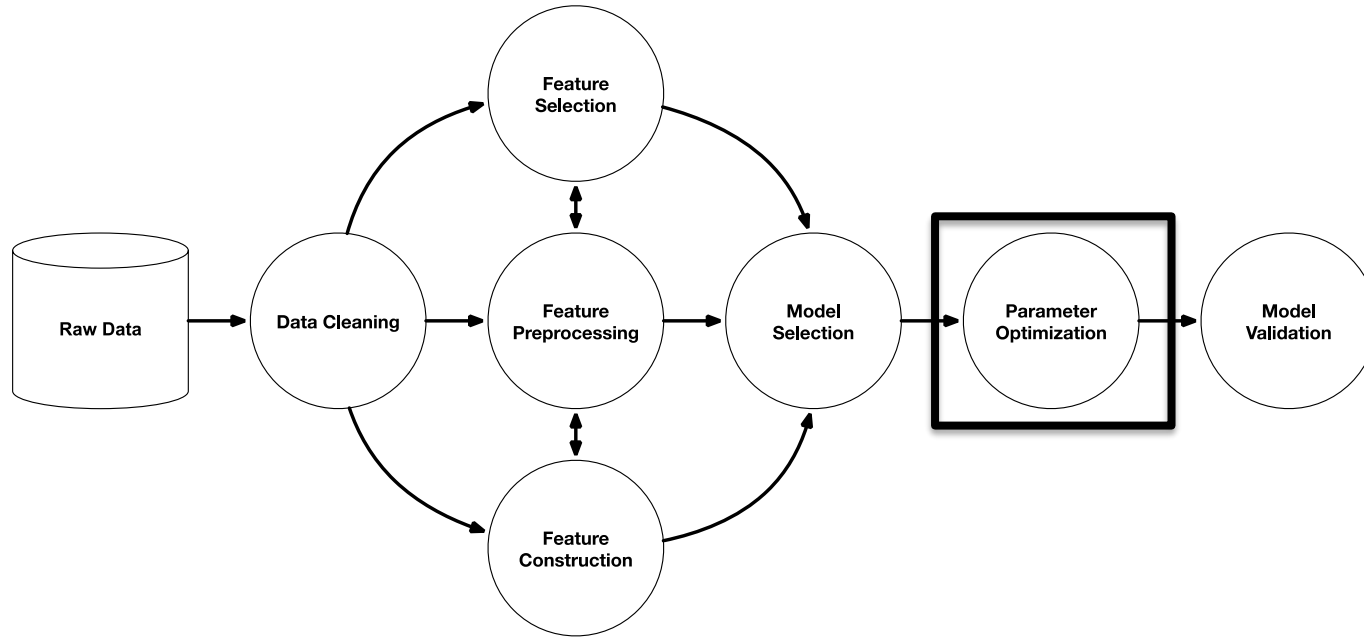 Feature
Selection
Raw Data
Data Cleaning
Feature
Preprocessing
Model
Selection
Parameter
Optimization
Model
Validation
Feature
Construction